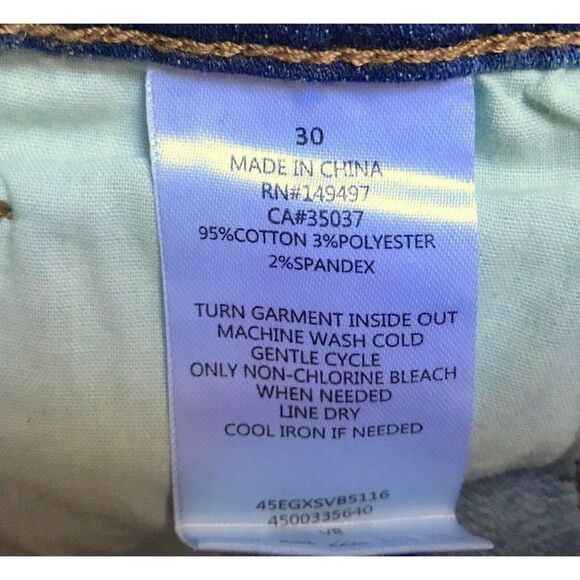 30
MADE IN CHINA
RN#149497
CA#35037
95%COTTON 3%POLYESTER
2%SPANDEX
TURN GARMENT INSIDE OUT
MACHINE WASH COLD
GENTLE CYCLE
ONLY NON-CHLORINE BLEACH
WHEN NEEDED
LINE DRY
COOL IRON IF NEEDED
45EGXSVB5116
4500335640
VB